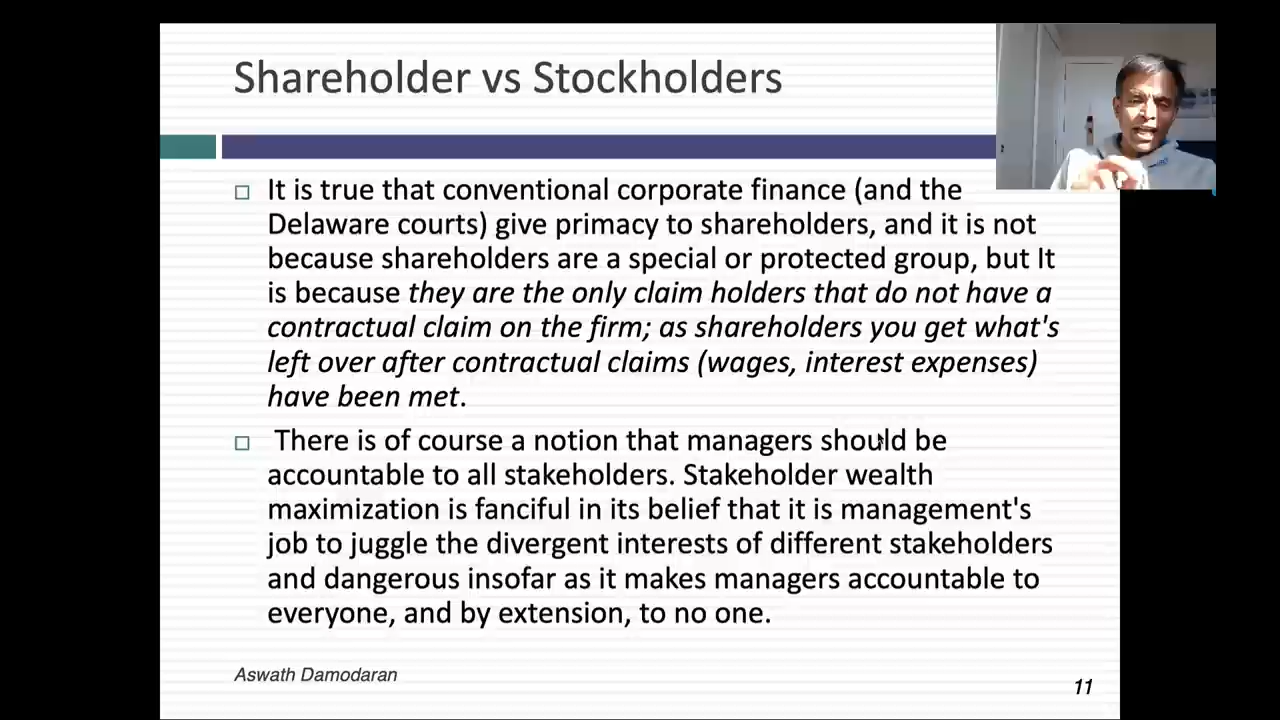 Shareholder vs Stockholders
It is true that conventional corporate finance (and the
Delaware courts) give primacy to shareholders, and it is not
because shareholders are a special or protected group, but It
is because they are the only claim holders that do not have a
contractual claim on the firm; as shareholders you get what's
left over after contractual claims (wages, interest expenses)
have been met.
There is of course a notion that managers should be
accountable to all stakeholders. Stakeholder wealth
maximization is fanciful in its belief that it is management's
job to juggle the divergent interests of different stakeholders
and dangerous insofar as it makes managers accountable to
everyone, and by extension, to no one.
Aswath Damodaran
11